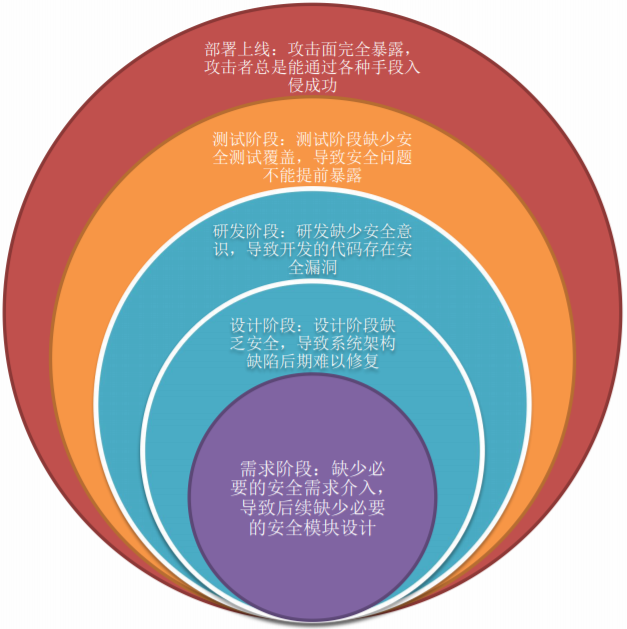 部署上线：攻击面完全暴露，
攻击者总是能通过各种手段入
侵成功
测试阶段：测试阶段缺少安
全测试覆盖，导致安全问题
不能提前暴露
研发阶段：研发缺少安全意
识，导致开发的代码存在安
全漏洞
设计阶段：设计阶段缺
乏安全，导致系统架构
缺陷后期难以修复
需求阶段：缺少必
要的安全需求介入，
导致后续缺少必要
的安全模块设计